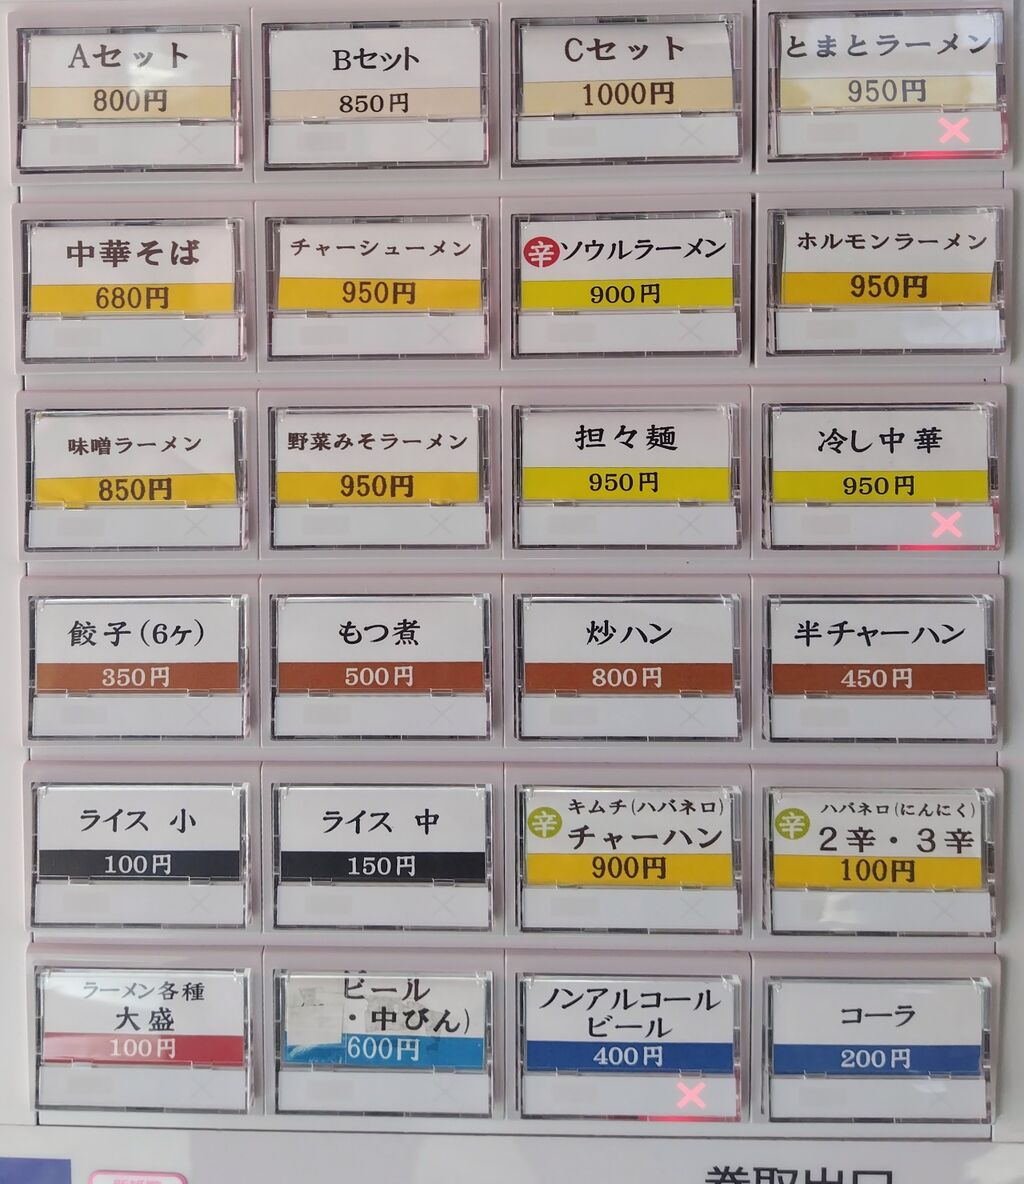 Aセット
800円
Bセット
850円
Cセット
1000円
とまとラーメン
950円
中華そば
680円
チャーシューメン
950円
辛 ソウルラーメン
900円
ホルモンラーメン
950円
味噌ラーメン
850円
野菜みそラーメン
950円
担々麺
950円
冷し中華
950円
餃子(6ケ)
350円
もつ煮
500円
炒ハン
800円
半チャーハン
450円
ライス 小
100円
ライス 中
150円
辛 キムチ(ハバネロ)
チャーハン
900円
辛 ハバネロ(にんにく)
2辛・3辛
100円
ラーメン各種
大盛
100円
ビール
・中びん)
600円
ノンアルコール
ビール
400円
コーラ
200円
券取出口